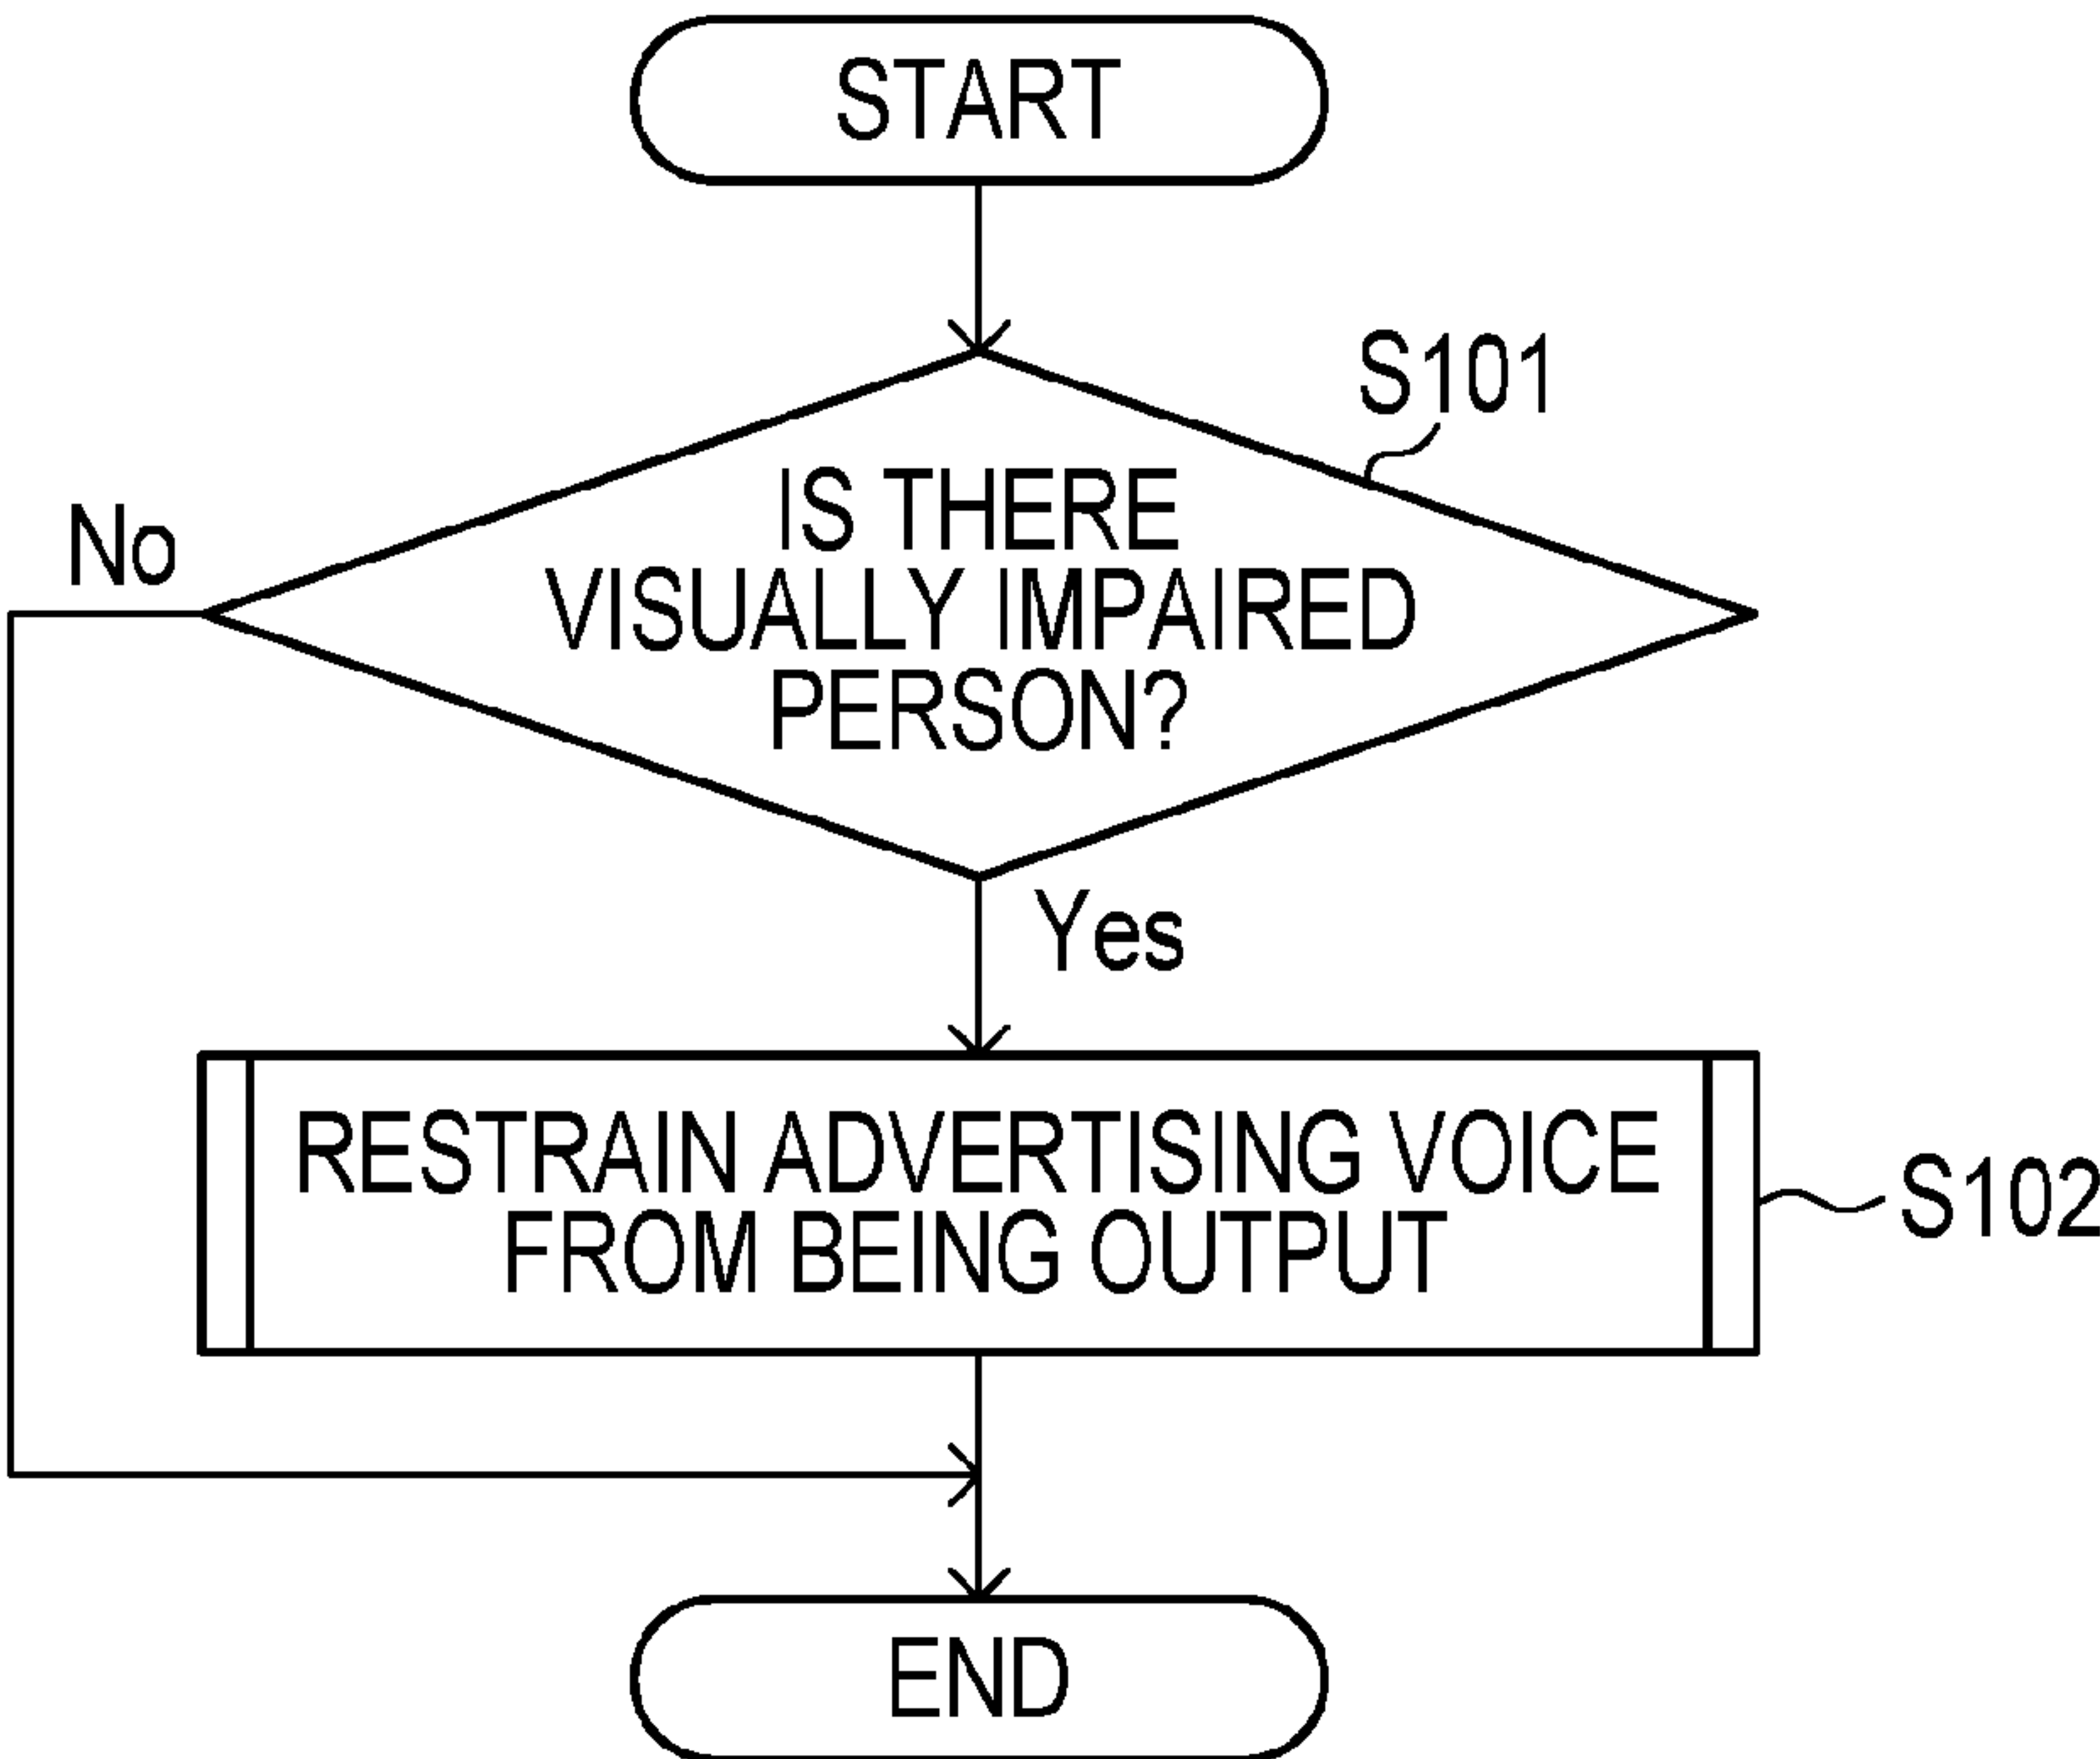 START
S101
IS THERE
No
VISUALLY IMPAIRED
PERSON?
Yes
RESTRAIN ADVERTISING VOICE
FROM BEING OUTPUT
S102
END